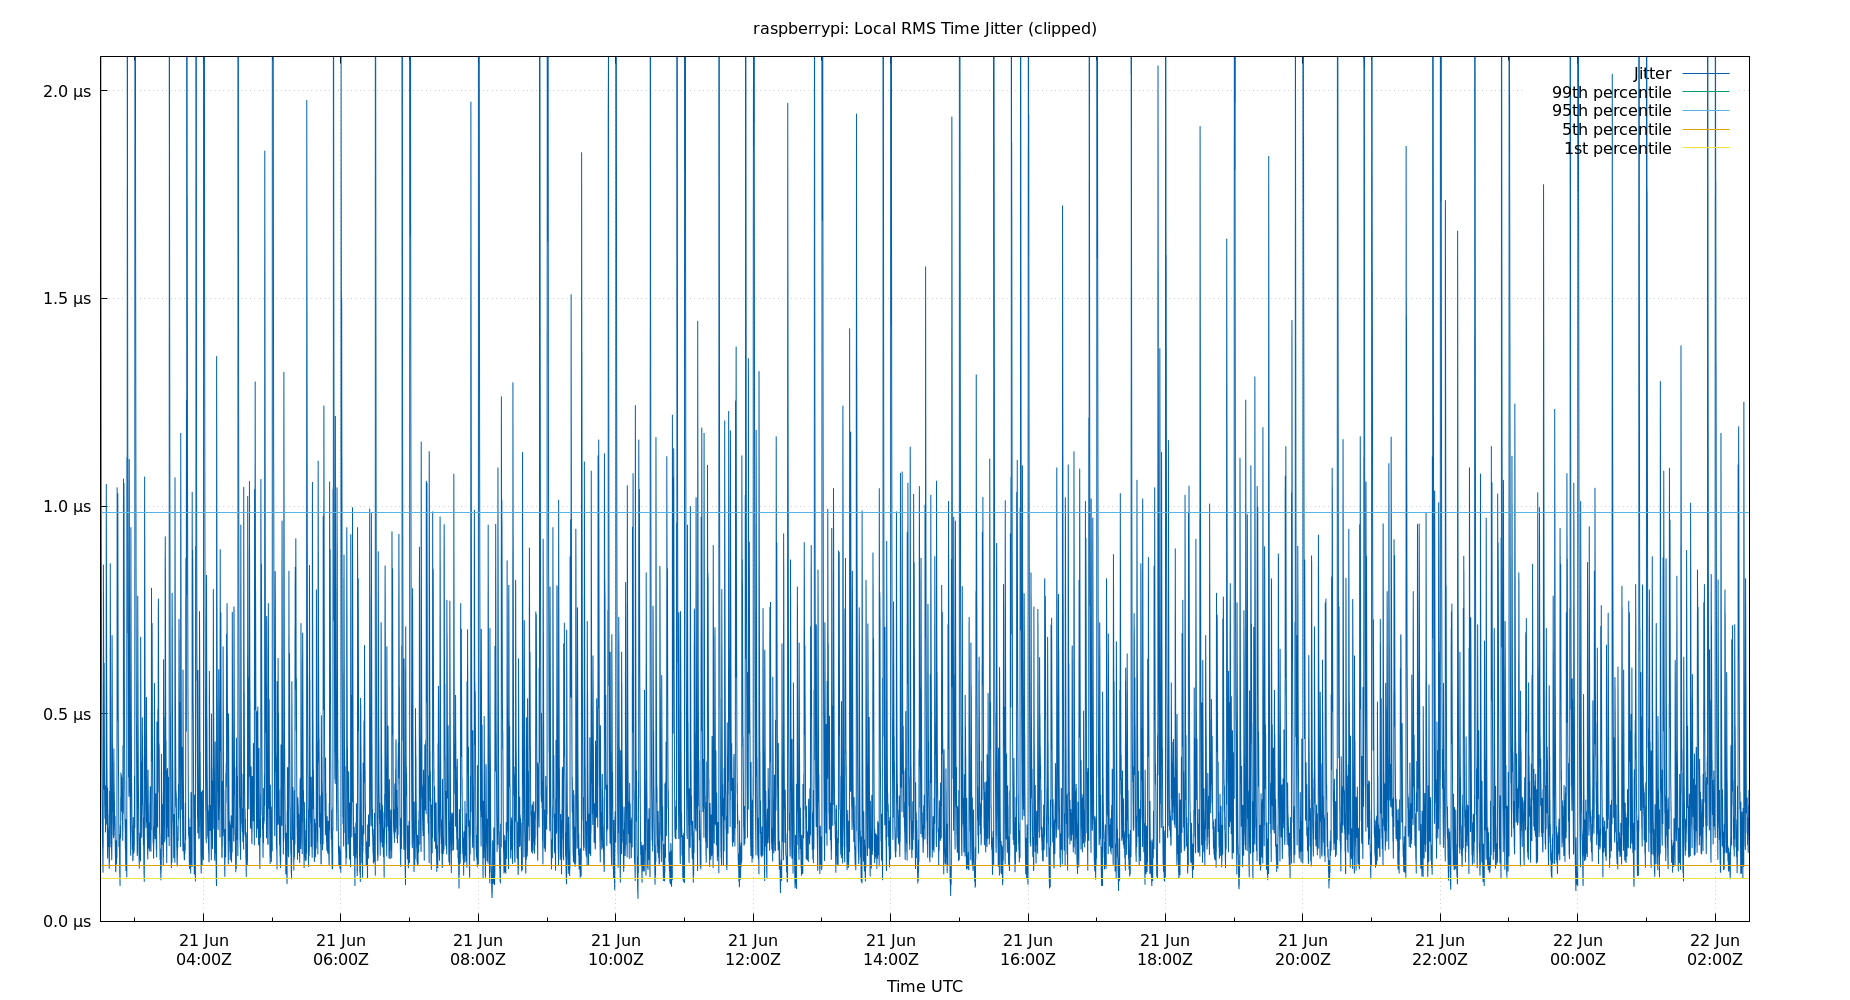 raspberrypi: Local RMS Time Jitter (clipped)
Jitter
99th percentile
95th percentile
5th percentile
1st percentile
2.0 µs
1.5 µs
1.0 µs
0.5 µs
0.0 µs
21 Jun 21 Jun 21 Jun 21 Jun 21 Jun 21 Jun 21 Jun 21 Jun 21 Jun 21 Jun 22 Jun 22 Jun
04:00Z 06:00Z 08:00Z 10:00Z 12:00Z 14:00Z 16:00Z 18:00Z 20:00Z 22:00Z 00:00Z 02:00Z
Time UTC